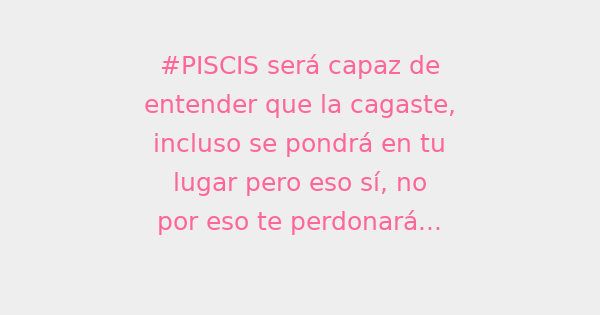 #PISCIS será capaz de
entender que la cagaste,
incluso se pondrá en tu
lugar pero eso sí, no
por eso te perdonará...